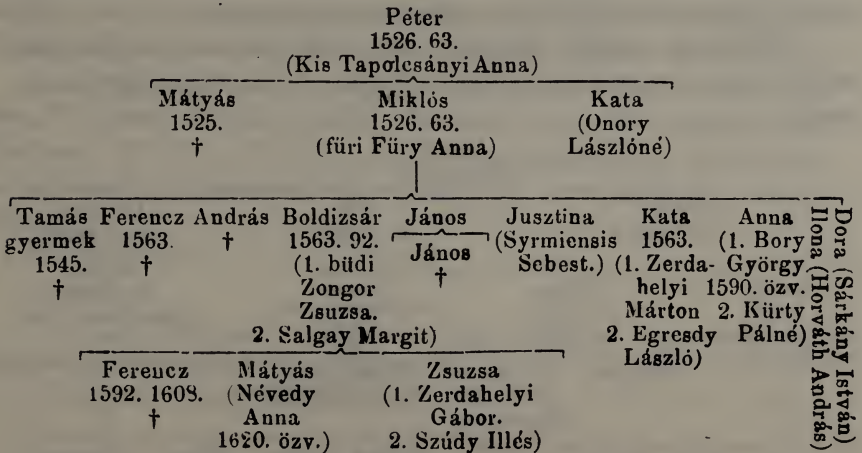 Péter
1526. 63.
(Kis Tapolcsányi Anna)
Mátyás Miklós Kata
1525. 1526. 63. (Onory
† (füri Füry Anna) Lászlóné)
Tamás Ferencz András Boldizsár János Jusztina Kata Anna
gyermek 1563. † 1563. 92. János (Syrmiensis 1563. (1. Bory
1545. † (1. büdi † Sebest.) (1. Zerda- György
† Zongor helyi 1590. özv.
Zsuzsa. Márton 2. Kürty
2. Salgay Margit) 2. Egresdy Pálné)
László)
Dora (Sárkány István)
Ilona (Horváth András)
Ferencz Mátyás Zsuzsa
1592. 1608. (Névedy (1. Zerdahelyi
† Anna Gábor.
1620. özv.) 2. Szúdy Illés)